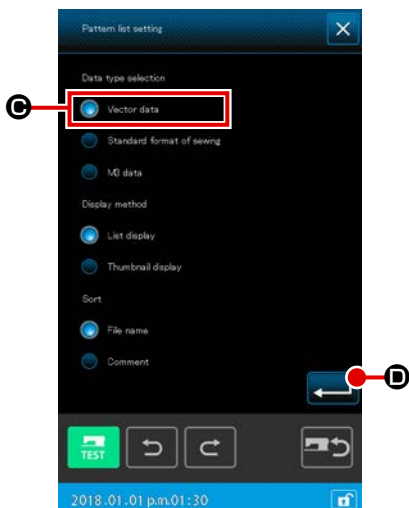 Pattern list setting
Data type selection
C
Vector data
Standard format of sewing
M3 data
Display method
List display
Thumbnail display
Sort
File name
Comment
D
TEST
2018.01.01 p.m.01:30